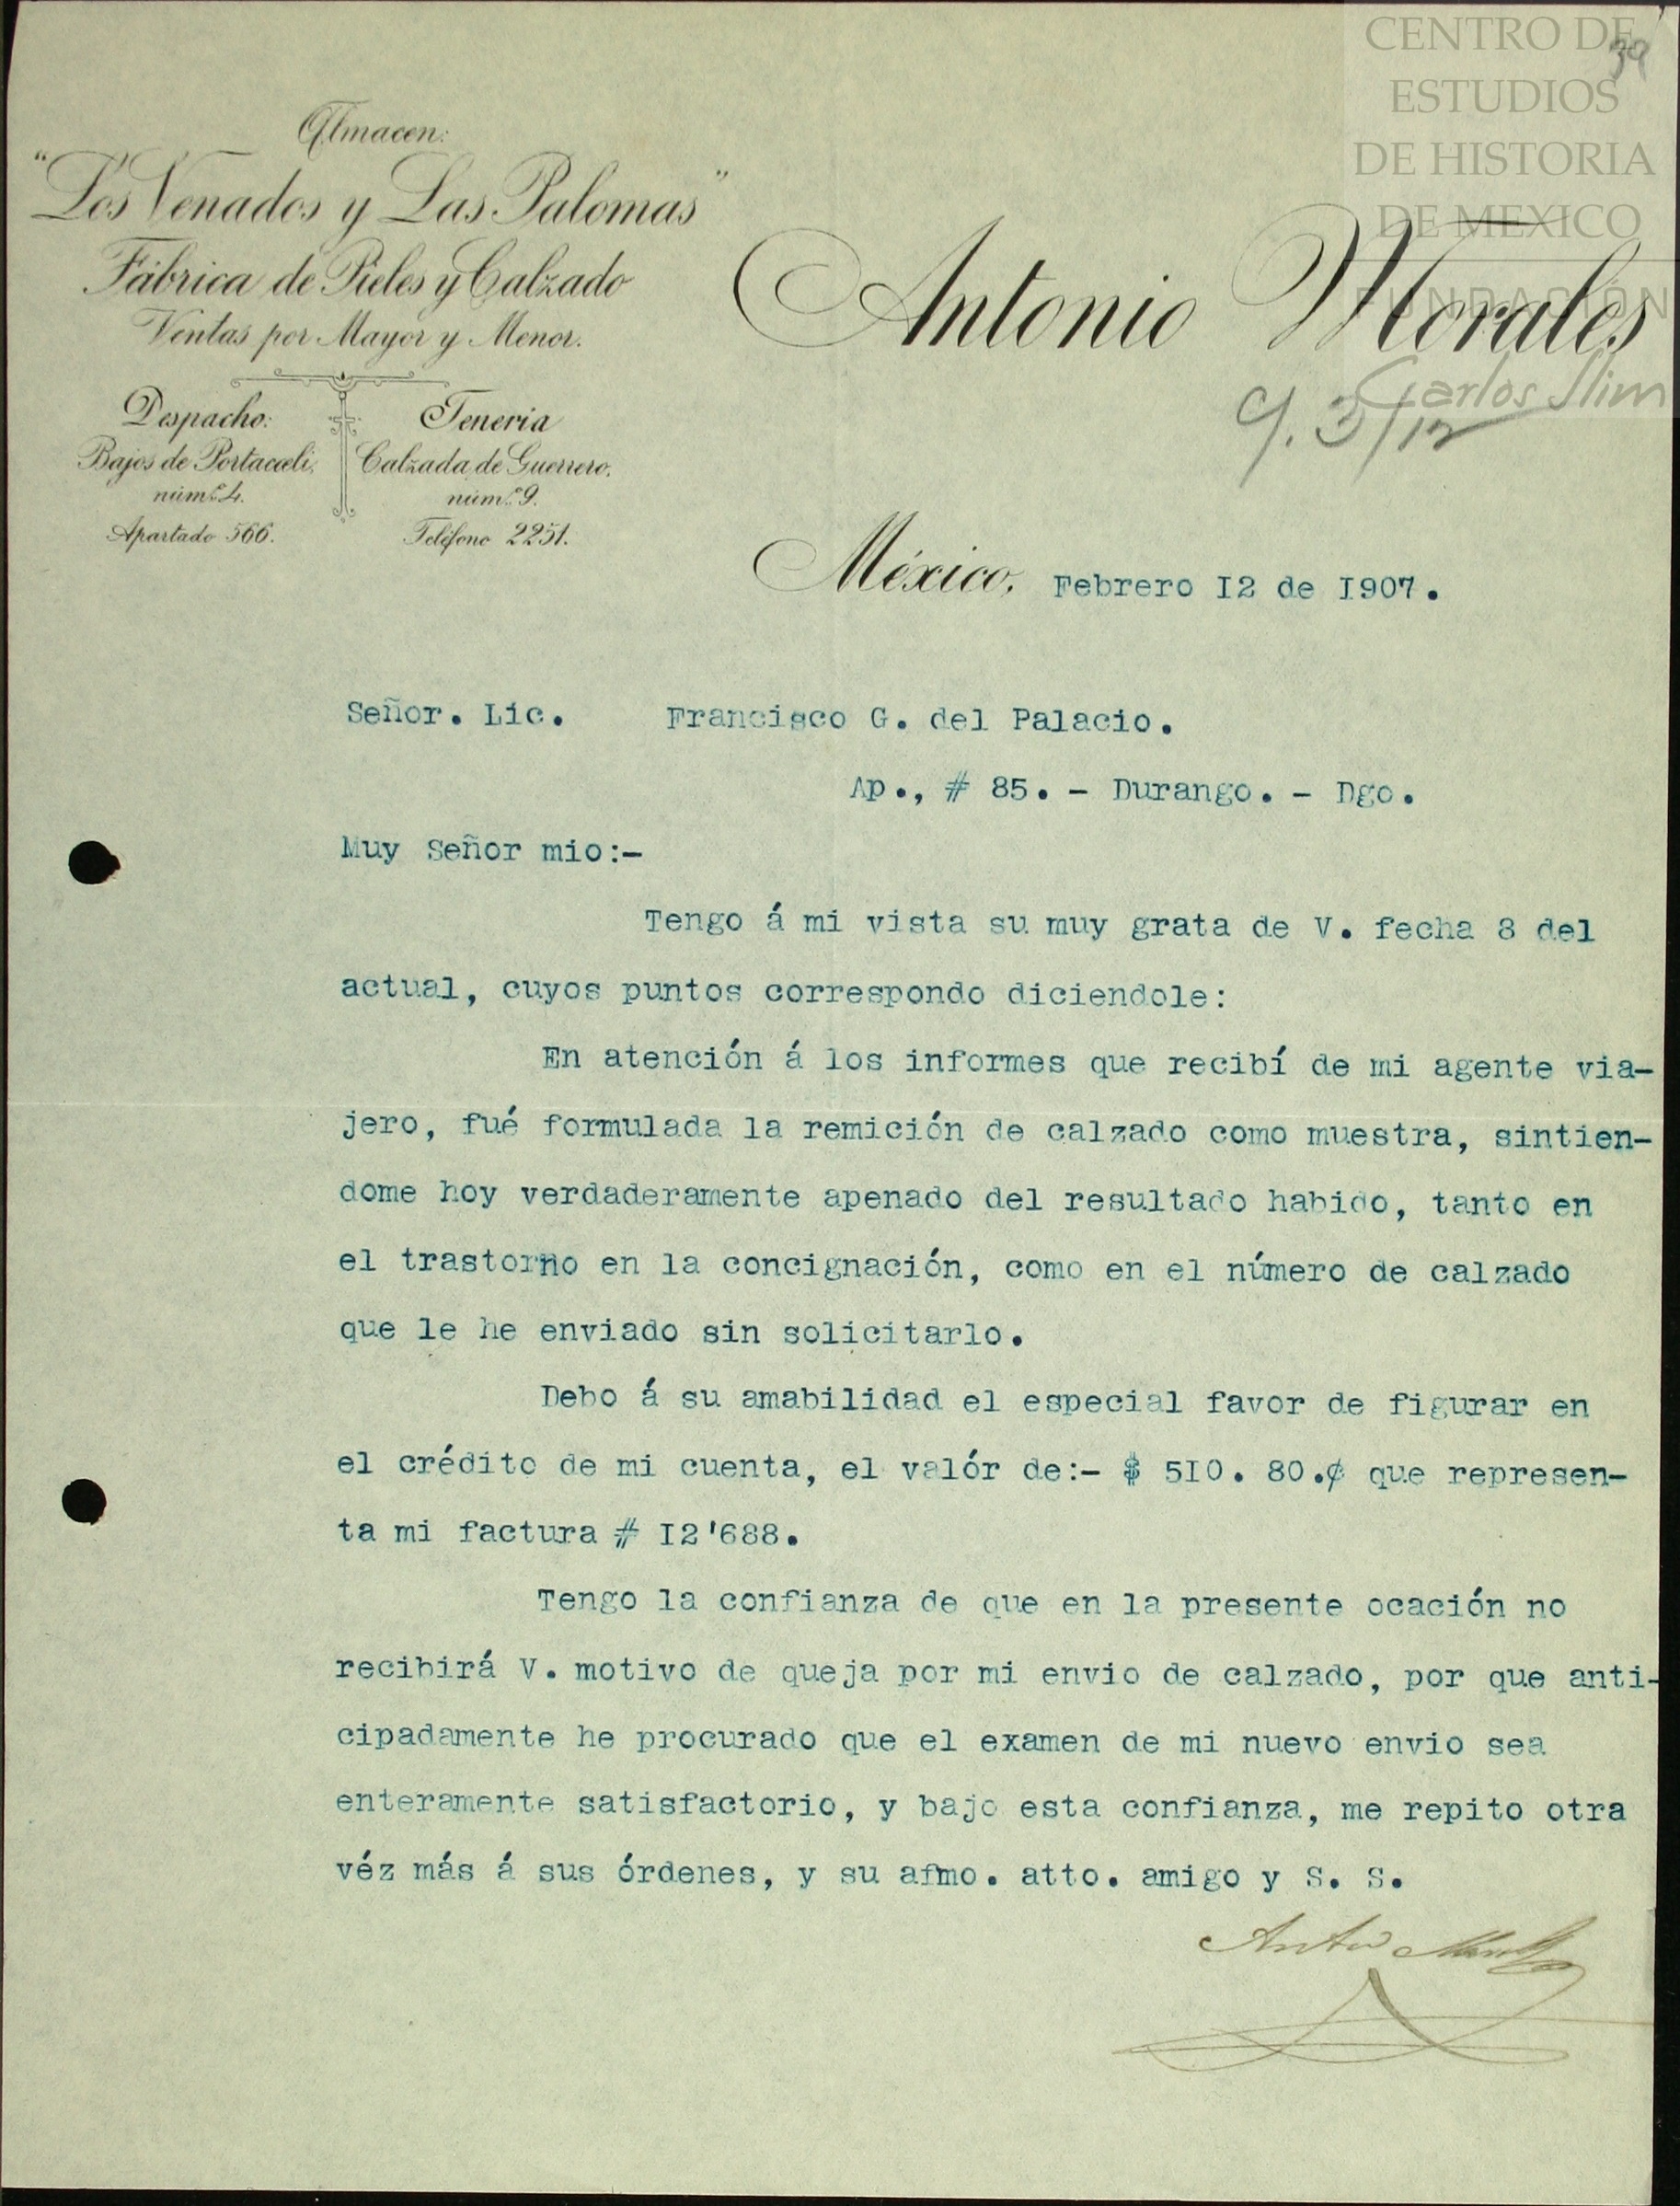 CENTRO DE
ESTUDIOS
DE HISTORIA
DE MEXICO
FUNDACIÓN
Carlos Slim
39
Almacen:
"Los Venados y Las Palomas"
Fábrica de Pieles y Calzado
Ventas por Mayor y Menor.
Despacho:
Bajos de Portacœli,
núm.º 4.
Apartado 566.
Tenería
Calzada de Guerrero,
núm.º 9.
Teléfono 2251.
Antonio Morales
México, Febrero I2 de I907.
Señor. Lic. Francisco G. del Palacio.
Ap., # 85. - Durango. - Dgo.
Muy Señor mio:-
Tengo á mi vista su muy grata de V. fecha 8 del
actual, cuyos puntos correspondo diciendole:
En atención á los informes que recibí de mi agente via-
jero, fué formulada la remición de calzado como muestra, sintien-
dome hoy verdaderamente apenado del resultado habido, tanto en
el trastorno en la concignación, como en el número de calzado
que le he enviado sin solicitarlo.
Debo á su amabilidad el especial favor de figurar en
el crédito de mi cuenta, el valór de:- $ 5I0. 80.¢ que represen-
ta mi factura # I2'688.
Tengo la confianza de que en la presente ocación no
recibirá V. motivo de queja por mi envio de calzado, por que anti-
cipadamente he procurado que el examen de mi nuevo envio sea
enteramente satisfactorio, y bajo esta confianza, me repito otra
véz más á sus órdenes, y su afmo. atto. amigo y S. S.